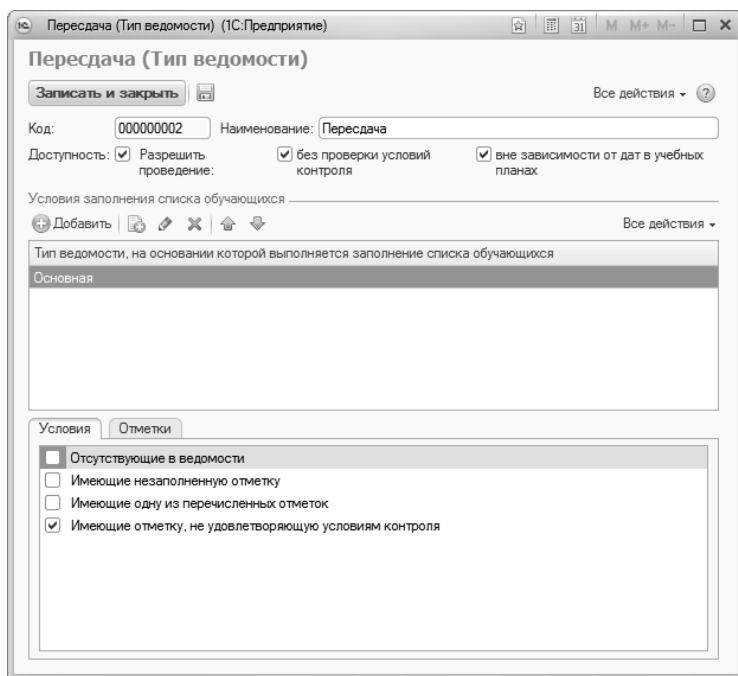 Пересдача (Тип ведомости) (1С:Предприятие)
31 M M+ M-
Пересдача (Тип ведомости)
Записать и закрыть Все действия
Код: 000000002 Наименование: Пересдача
Доступность: Разрешить проведение: без проверки условий контроля вне зависимости от дат в учебных планах
Условия заполнения списка обучающихся
Добавить Все действия
Тип ведомости, на основании которой выполняется заполнение списка обучающихся
Основная
Условия Отметки
Отсутствующие в ведомости
Имеющие незаполненную отметку
Имеющие одну из перечисленных отметок
Имеющие отметку, не удовлетворяющую условиям контроля